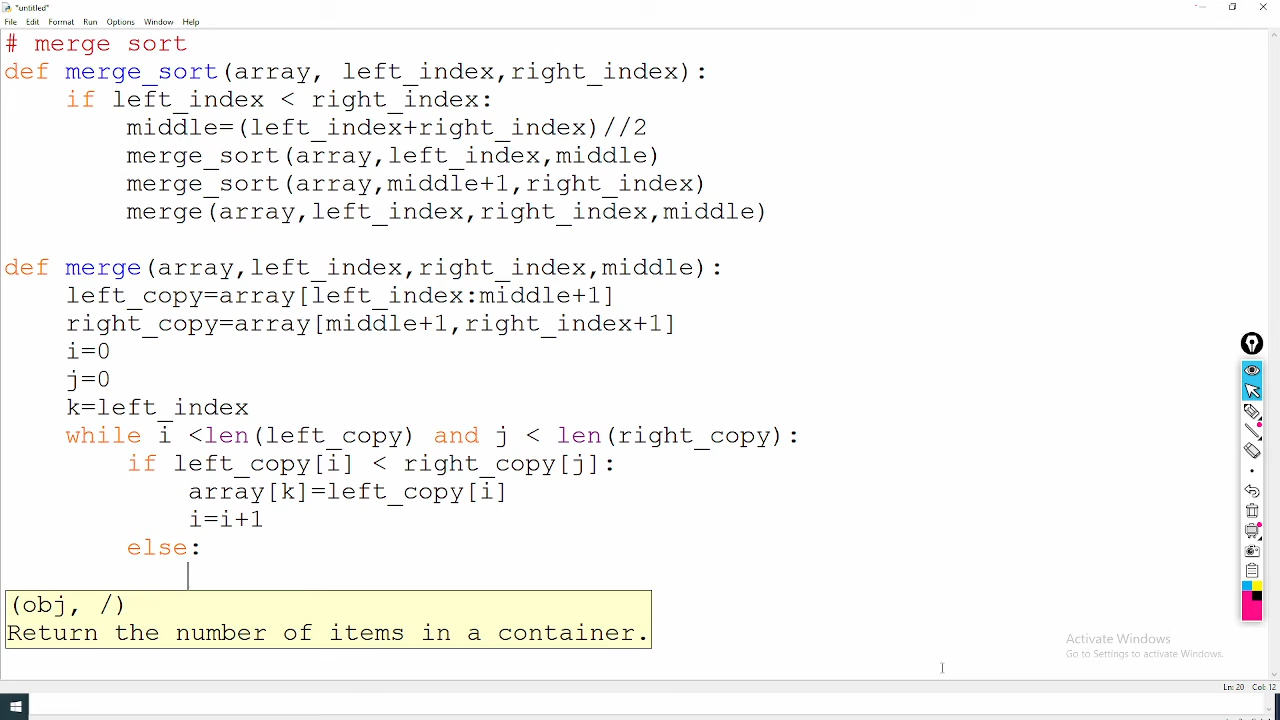 *untitled*
File Edit Format Run Options Window Help
# merge sort
def merge_sort(array, left_index,right_index):
    if left_index < right_index:
        middle=(left_index+right_index)//2
        merge_sort(array,left_index,middle)
        merge_sort(array,middle+1,right_index)
        merge(array,left_index,right_index,middle)
def merge(array,left_index,right_index,middle):
    left_copy=array[left_index:middle+1]
    right_copy=array[middle+1,right_index+1]
    i=0
    j=0
    k=left_index
    while i <len(left_copy) and j < len(right_copy):
        if left_copy[i] < right_copy[j]:
            array[k]=left_copy[i]
            i=i+1
        else:
(obj, /)
Return the number of items in a container.
Activate Windows
Go to Settings to activate Windows.
Ln: 20 Col: 12